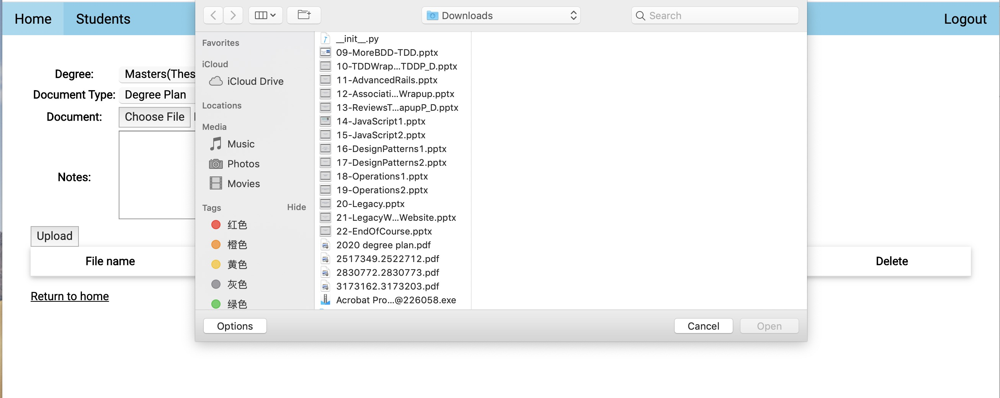 Home Students Logout
Degree: Masters(Thes
Document Type: Degree Plan
Document: Choose File
Notes:
Upload
File name Delete
Return to home
Downloads Search
Favorites
iCloud
iCloud Drive
Locations
Media
Music
Photos
Movies
Tags Hide
红色
橙色
黄色
灰色
绿色
__init__.py
09-MoreBDD-TDD.pptx
10-TDDWrap...TDDP_D.pptx
11-AdvancedRails.pptx
12-Associati...Wrapup.pptx
13-ReviewsT...apupP_D.pptx
14-JavaScript1.pptx
15-JavaScript2.pptx
16-DesignPatterns1.pptx
17-DesignPatterns2.pptx
18-Operations1.pptx
19-Operations2.pptx
20-Legacy.pptx
21-LegacyW...Website.pptx
22-EndOfCourse.pptx
2020 degree plan.pdf
2517349.2522712.pdf
2830772.2830773.pdf
3173162.3173203.pdf
Acrobat Pro...@226058.exe
Options Cancel Open